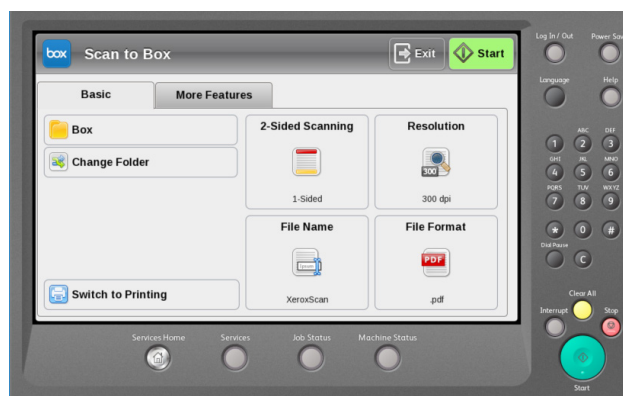 box Scan to Box
Exit
Start
Basic
More Features
Box
Change Folder
Switch to Printing
2-Sided Scanning
1-Sided
Resolution
300
300 dpi
File Name
XeroxScan
File Format
PDF
.pdf
Services Home
Services
Job Status
Machine Status
Log In / Out
Power Sav
Language
Help
ABC DEF
1 2 3
GHI JKL MNO
4 5 6
PQRS TUV WXYZ
7 8 9
* 0 #
Dial Pause
C
Clear All
Interrupt
Stop
Start